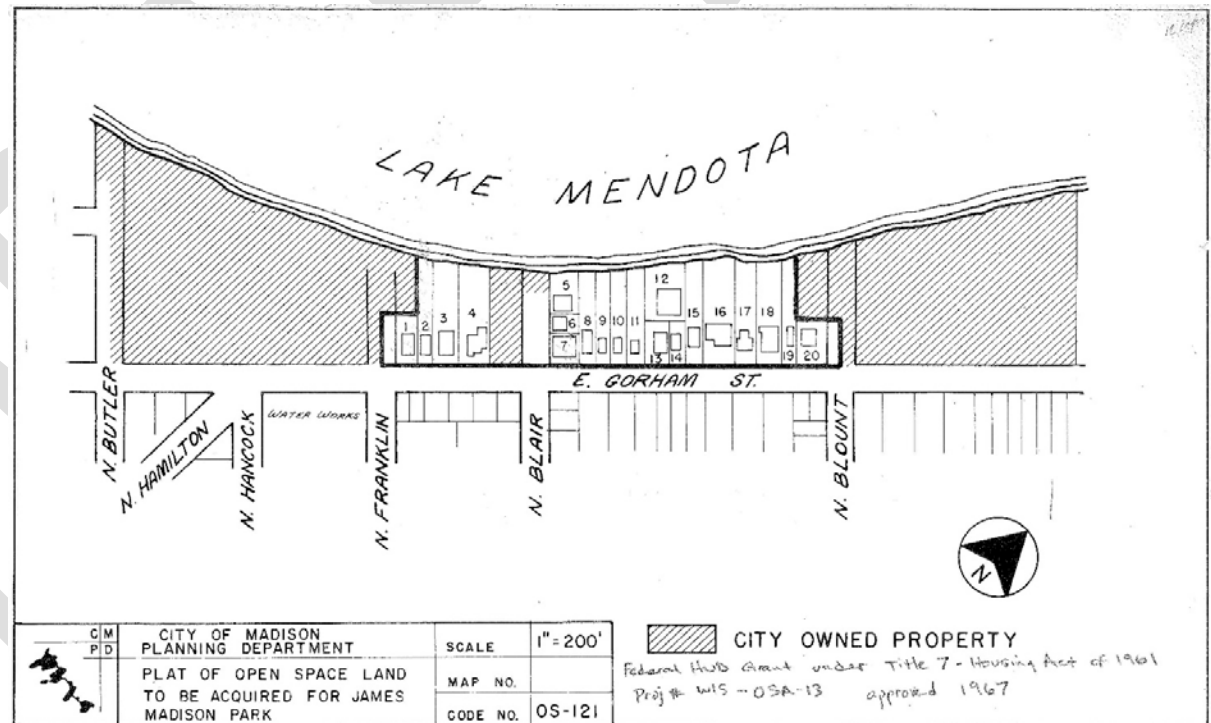 LAKE MENDOTA
5
12
1
2
3
4
6
7
8
9
10
11
13
14
15
16
17
18
19
20
E. GORHAM ST.
N. BUTLER
N. HAMILTON
N. HANCOCK
WATER WORKS
N. FRANKLIN
N. BLAIR
N. BLOUNT
N
C M
P D
CITY OF MADISON
PLANNING DEPARTMENT
PLAT OF OPEN SPACE LAND
TO BE ACQUIRED FOR JAMES
MADISON PARK
SCALE
1"=200'
MAP NO.
CODE NO.
OS-121
CITY OWNED PROPERTY
Federal HUD Grant under Title 7 - Housing Act of 1961
Proj # WIS - OSA-13 approved 1967